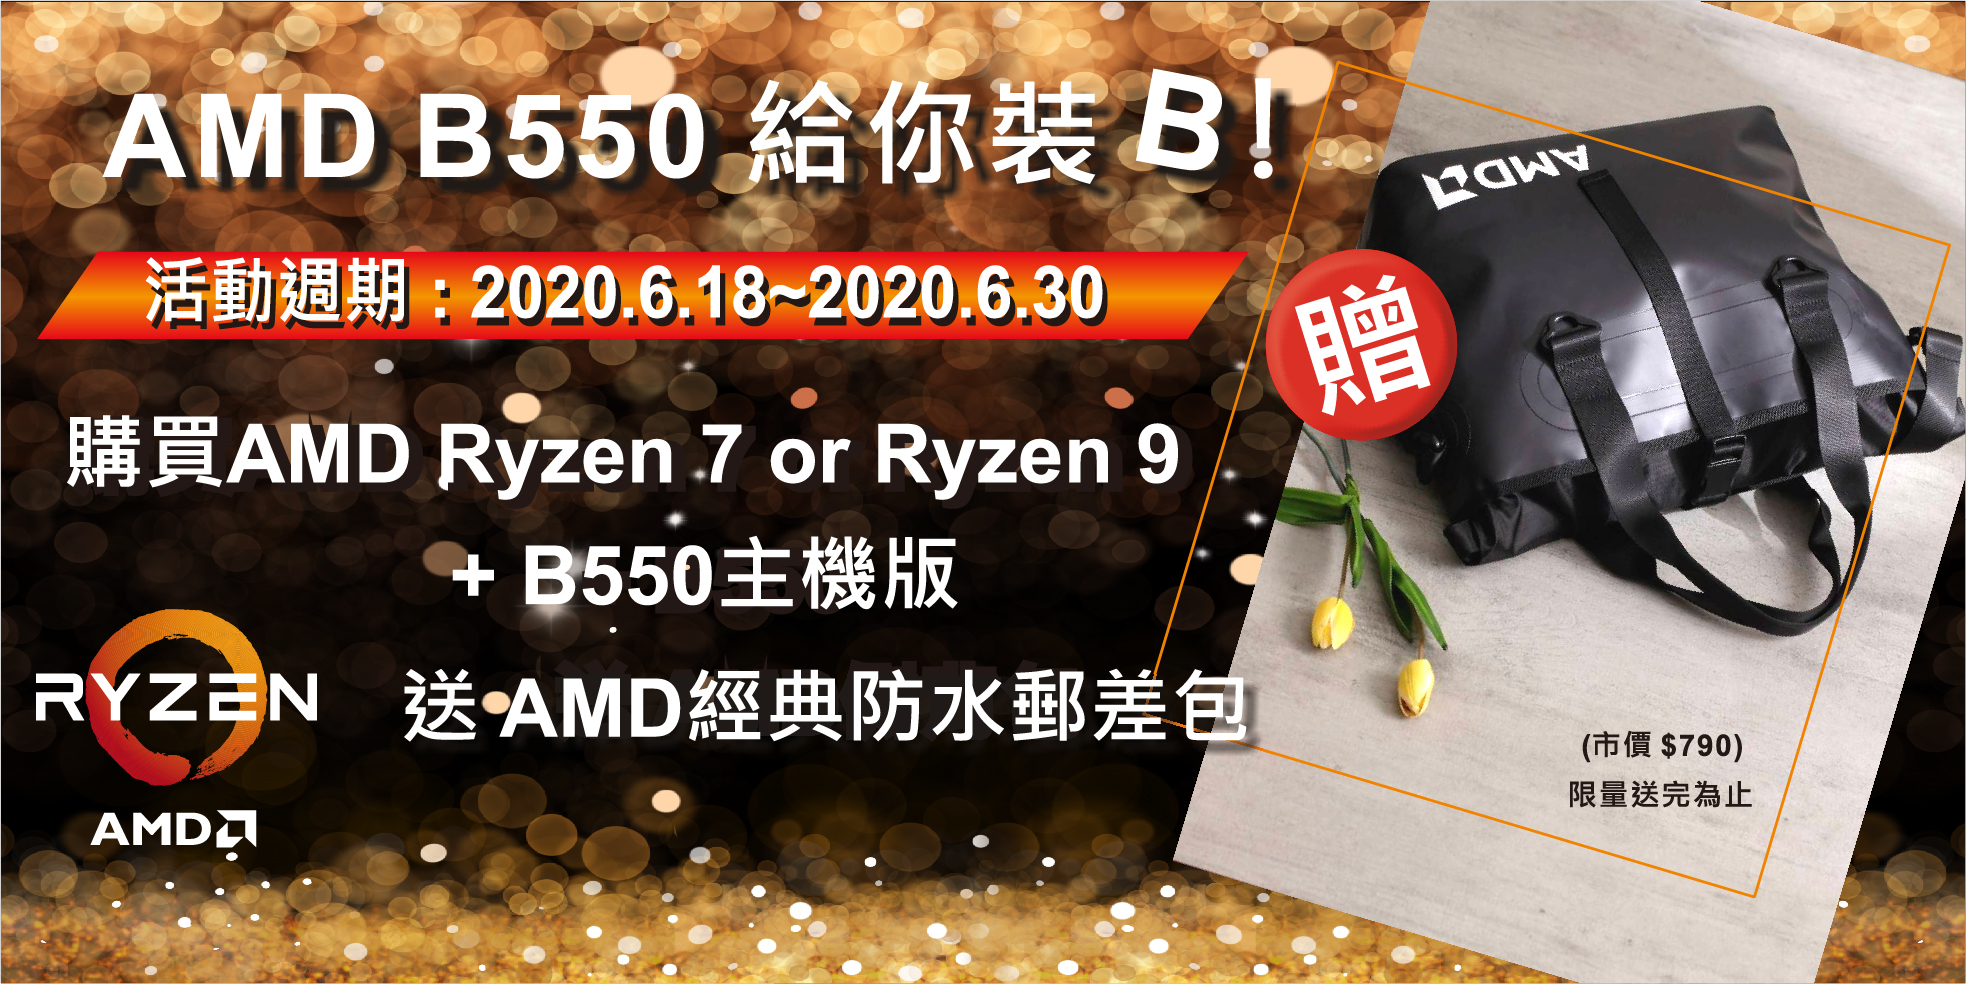 AMD B550 給你裝 B!
活動週期：2020.6.18~2020.6.30
購買AMD Ryzen 7 or Ryzen 9
+ B550主機版
送 AMD經典防水郵差包
RYZEN
AMD
贈
AMD
(市價 $790)
限量送完為止